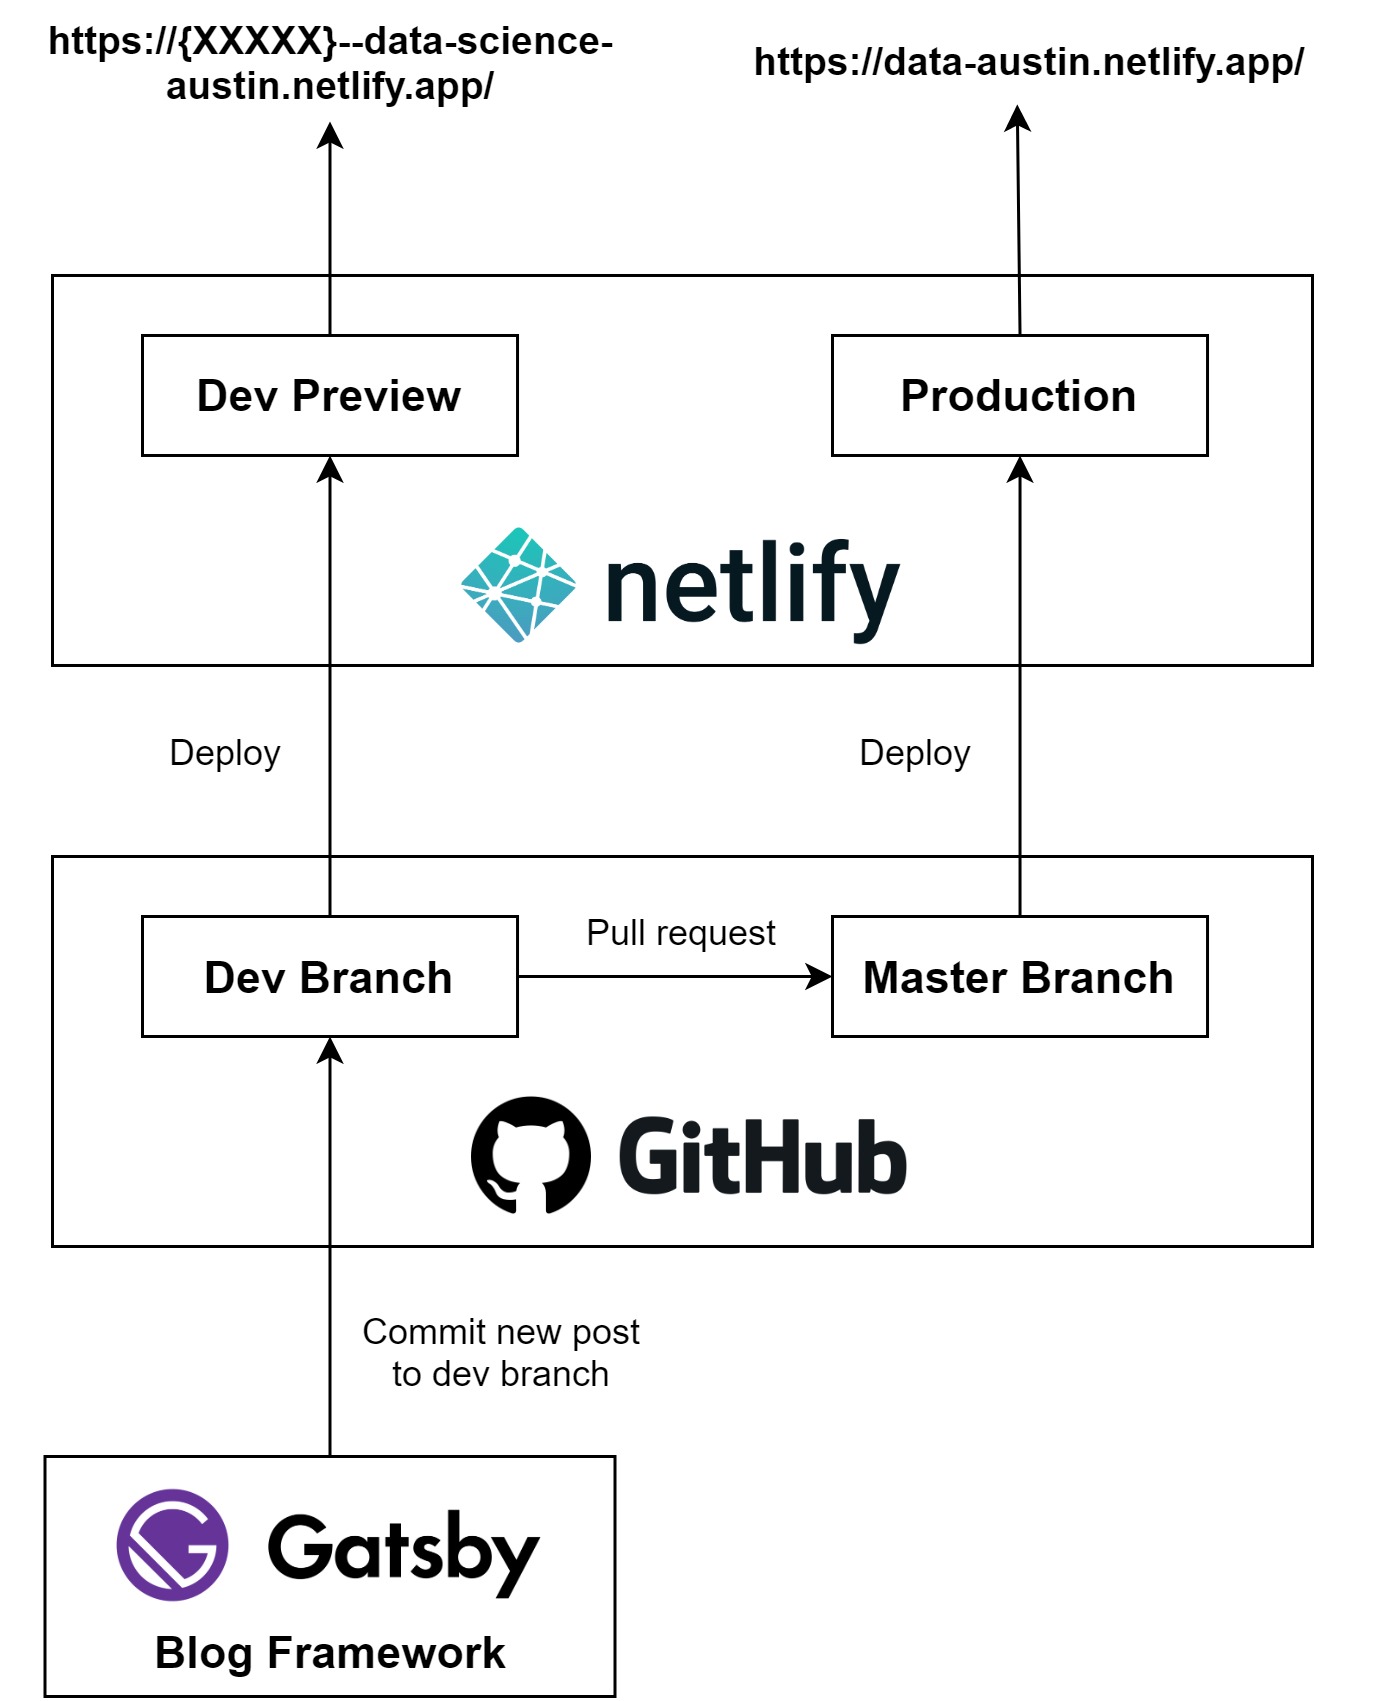 https://{XXXXX}--data-science-
austin.netlify.app/
https://data-austin.netlify.app/
Dev Preview
Production
netlify
Deploy
Deploy
Pull request
Dev Branch
Master Branch
GitHub
Commit new post
to dev branch
Gatsby
Blog Framework